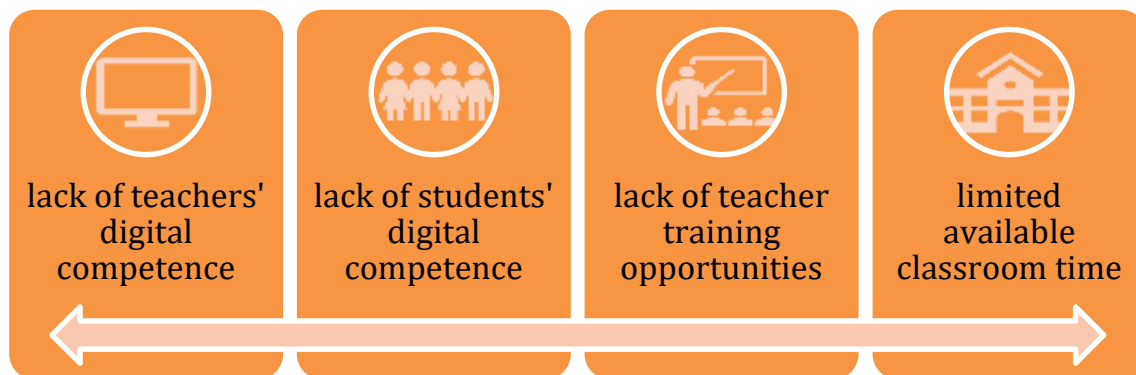 lack of teachers'
digital
competence
lack of students'
digital
competence
lack of teacher
training
opportunities
limited
available
classroom time